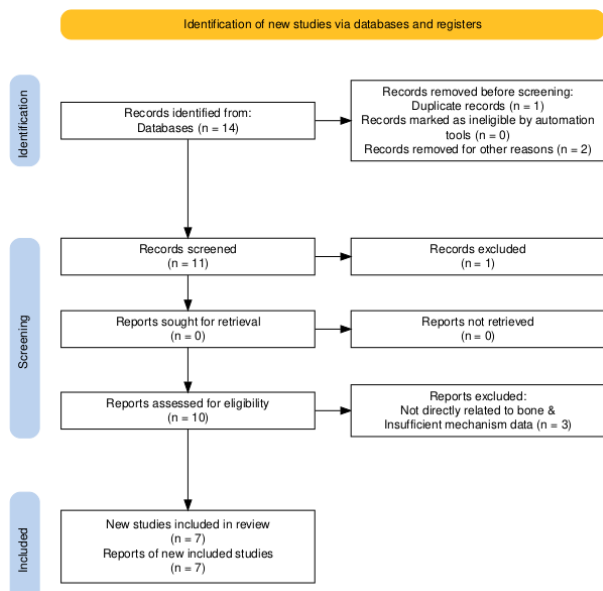 Identification of new studies via databases and registers
Identification
Records identified from:
Databases (n = 14)
Records removed before screening:
Duplicate records (n = 1)
Records marked as ineligible by automation
tools (n = 0)
Records removed for other reasons (n = 2)
Screening
Records screened
(n = 11)
Records excluded
(n = 1)
Reports sought for retrieval
(n = 0)
Reports not retrieved
(n = 0)
Reports assessed for eligibility
(n = 10)
Reports excluded:
Not directly related to bone &
Insufficient mechanism data (n = 3)
Included
New studies included in review
(n = 7)
Reports of new included studies
(n = 7)